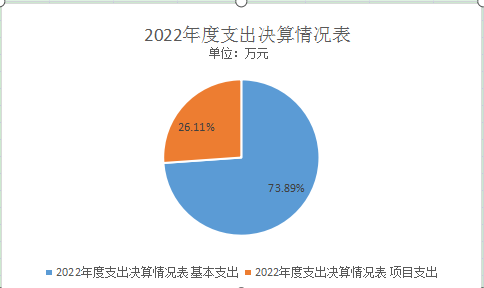 2022年度支出决算情况表
单位：万元
26.11%
73.89%
2022年度支出决算情况表 基本支出
2022年度支出决算情况表 项目支出